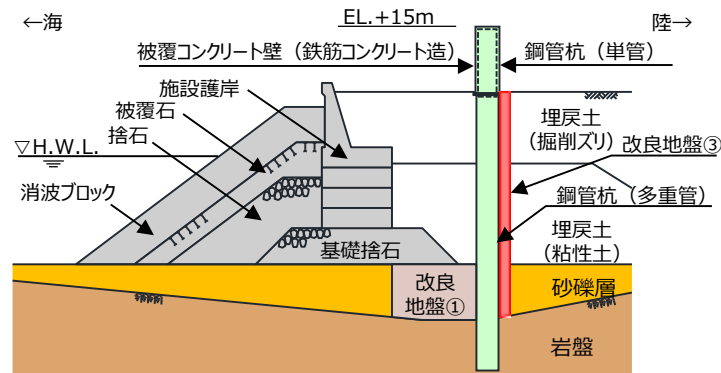 ←海
EL.+15m
陸→
被覆コンクリート壁（鉄筋コンクリート造）
鋼管杭（単管）
施設護岸
被覆石
捨石
▽H.W.L.
消波ブロック
埋戻土
（掘削ズリ）
改良地盤③
鋼管杭（多重管）
埋戻土
（粘性土）
基礎捨石
改良
地盤①
砂礫層
岩盤